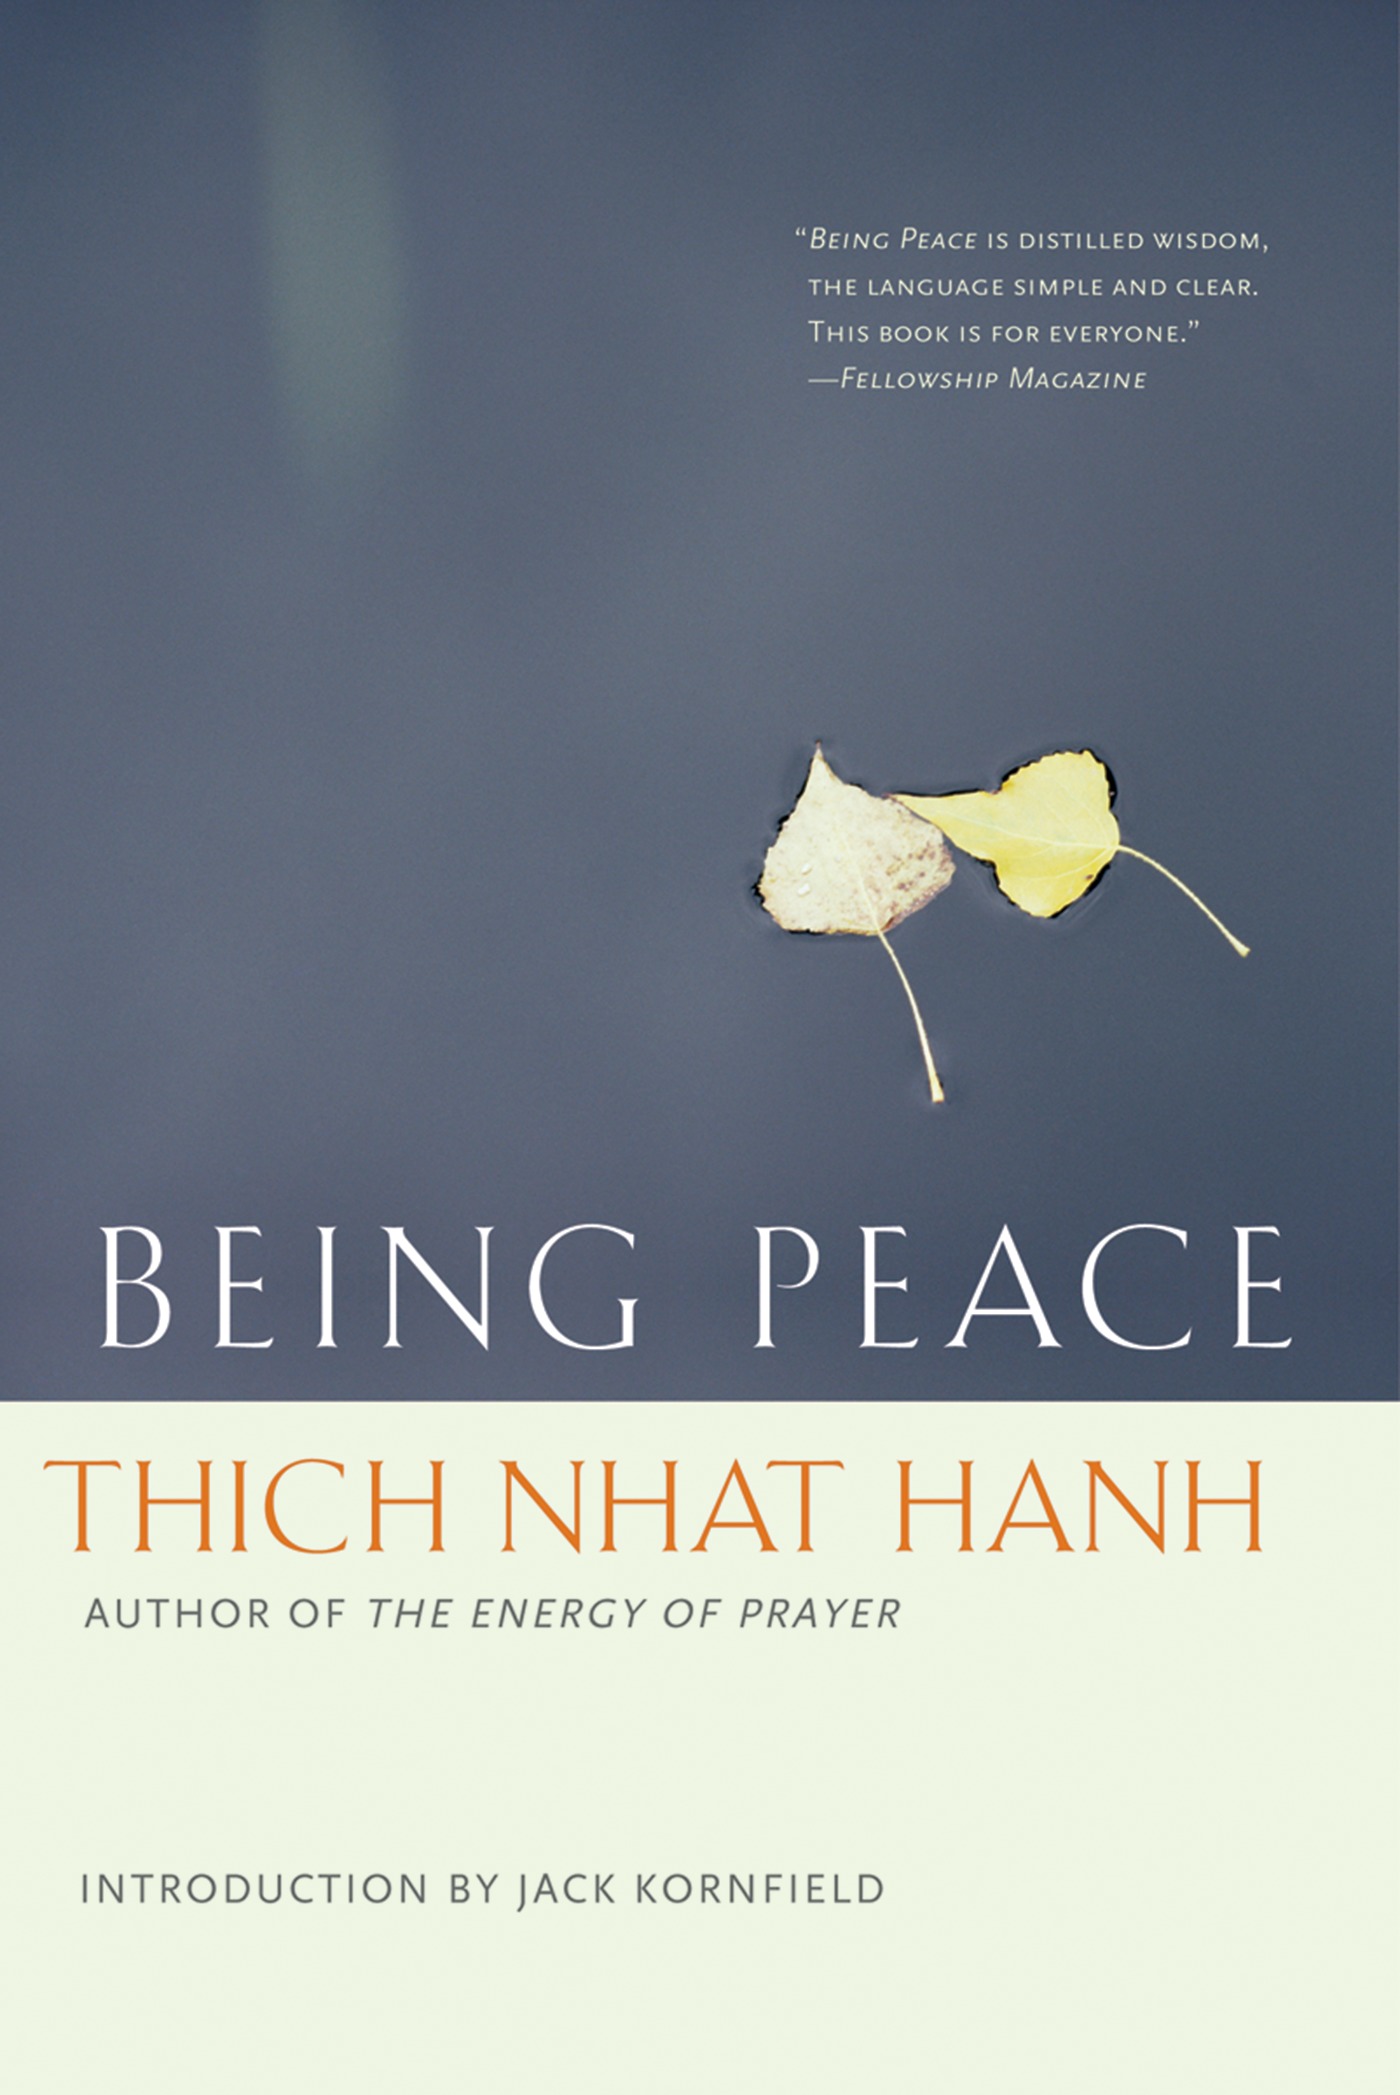 “Being Peace is distilled wisdom,
the language simple and clear.
This book is for everyone.”
—Fellowship Magazine
BEING PEACE
THICH NHAT HANH
AUTHOR OF THE ENERGY OF PRAYER
INTRODUCTION BY JACK KORNFIELD